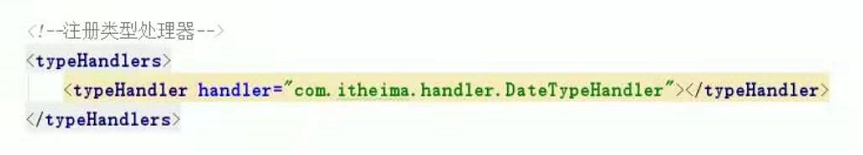 <!--注册类型处理器-->
<typeHandlers>
<typeHandler handler="com.itheima.handler.DateTypeHandler"></typeHandler>
</typeHandlers>